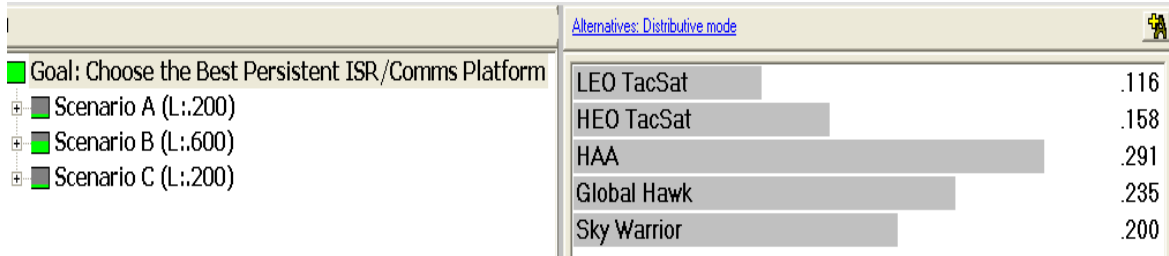 Alternatives: Distributive mode
Goal: Choose the Best Persistent ISR/Comms Platform
Scenario A (L:.200)
Scenario B (L:.600)
Scenario C (L:.200)
LEO TacSat .116
HEO TacSat .158
HAA .291
Global Hawk .235
Sky Warrior .200